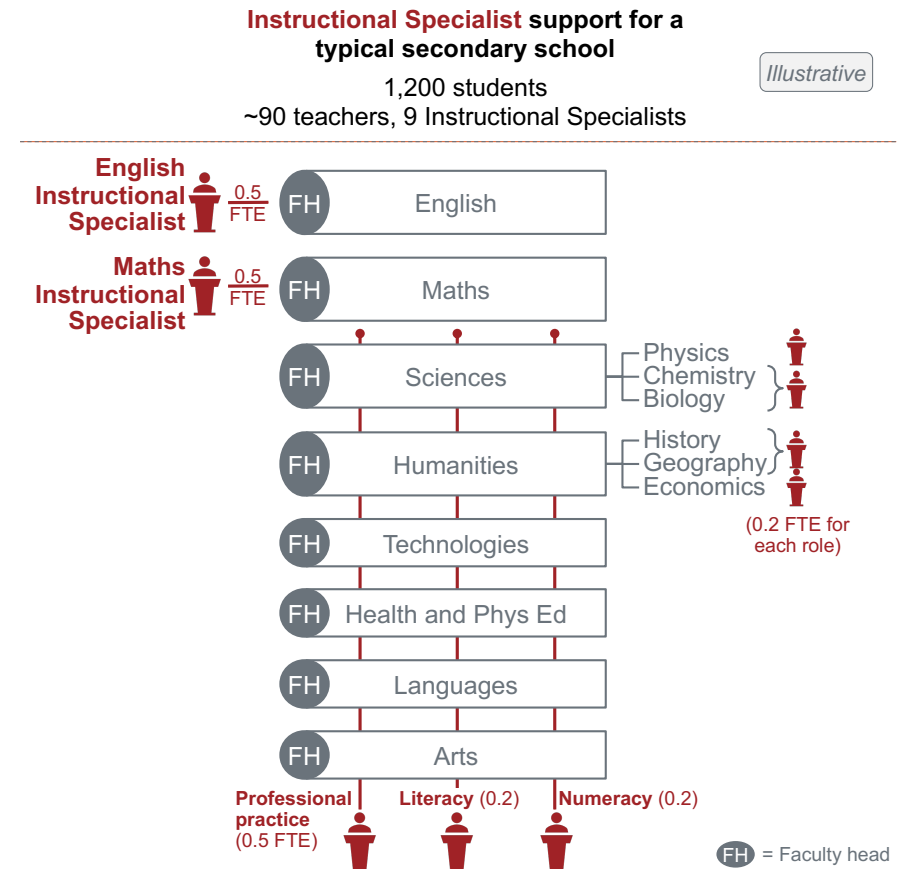 Instructional Specialist support for a
typical secondary school
1,200 students
~90 teachers, 9 Instructional Specialists
Illustrative
English
Instructional
Specialist
0.5
FTE
FH
English
Maths
Instructional
Specialist
0.5
FTE
FH
Maths
FH
Sciences
Physics
Chemistry
Biology
FH
Humanities
History
Geography
Economics
(0.2 FTE for
each role)
FH
Technologies
FH
Health and Phys Ed
FH
Languages
FH
Arts
Professional
practice
(0.5 FTE)
Literacy (0.2)
Numeracy (0.2)
FH = Faculty head